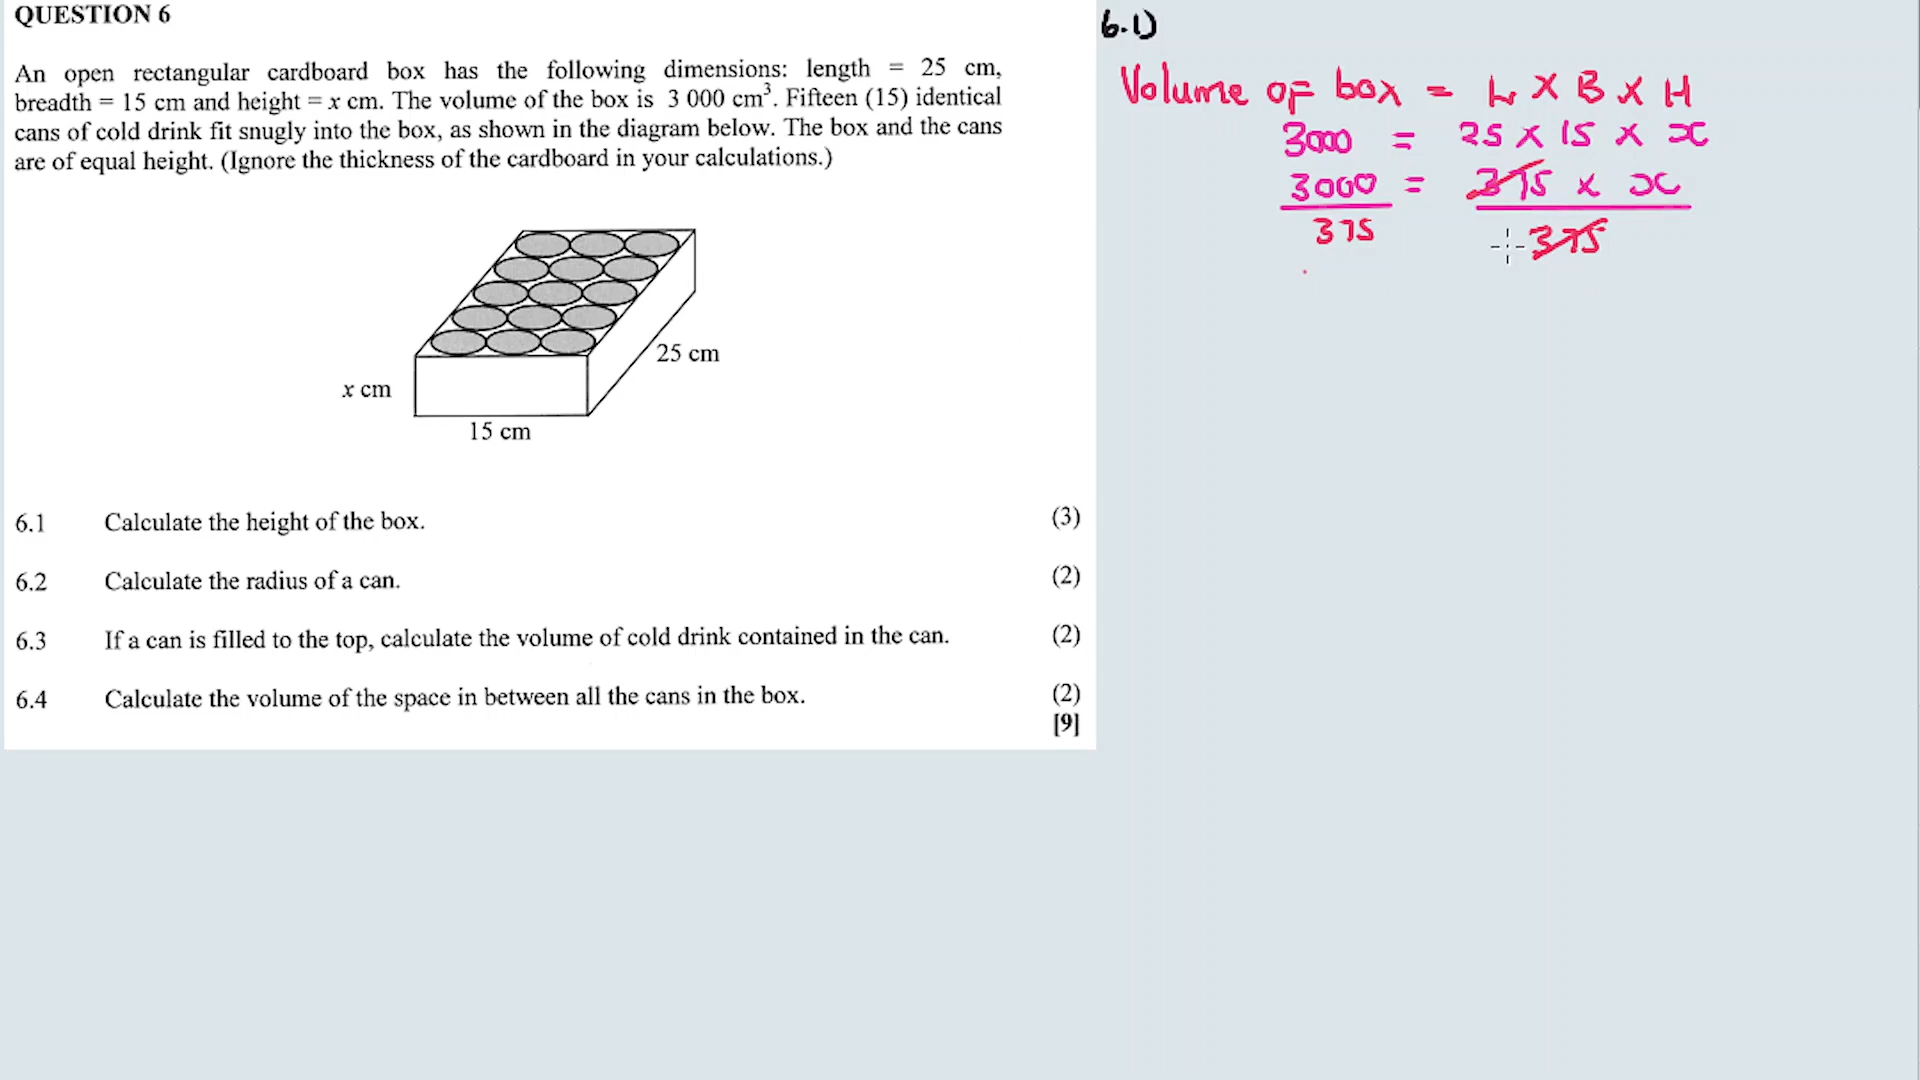 QUESTION 6
An open rectangular cardboard box has the following dimensions: length = 25 cm,
breadth = 15 cm and height = x cm. The volume of the box is 3 000 cm³. Fifteen (15) identical
cans of cold drink fit snugly into the box, as shown in the diagram below. The box and the cans
are of equal height. (Ignore the thickness of the cardboard in your calculations.)
25 cm
x cm
15 cm
6.1 Calculate the height of the box. (3)
6.2 Calculate the radius of a can. (2)
6.3 If a can is filled to the top, calculate the volume of cold drink contained in the can. (2)
6.4 Calculate the volume of the space in between all the cans in the box. (2)
[9]
6.1)
Volume of box = L x B x H
3000 = 25 x 15 x x
3000 = 375 x x
375 375